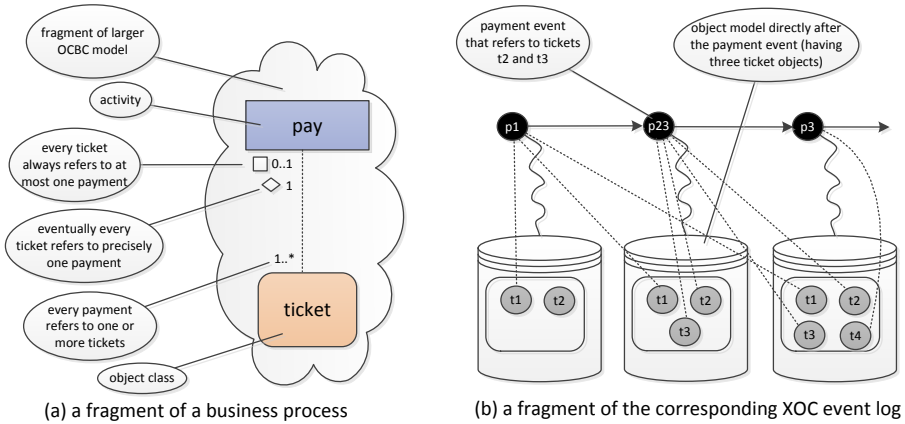 fragment of larger
OCBC model
activity
pay
every ticket
always refers to at
most one payment
0..1
1
eventually every
ticket refers to precisely
one payment
1..*
every payment
refers to one or
more tickets
ticket
object class
(a) a fragment of a business process
payment event
that refers to tickets
t2 and t3
object model directly after
the payment event (having
three ticket objects)
p1
p23
p3
t1
t2
t1
t2
t3
t1
t2
t3
t4
(b) a fragment of the corresponding XOC event log